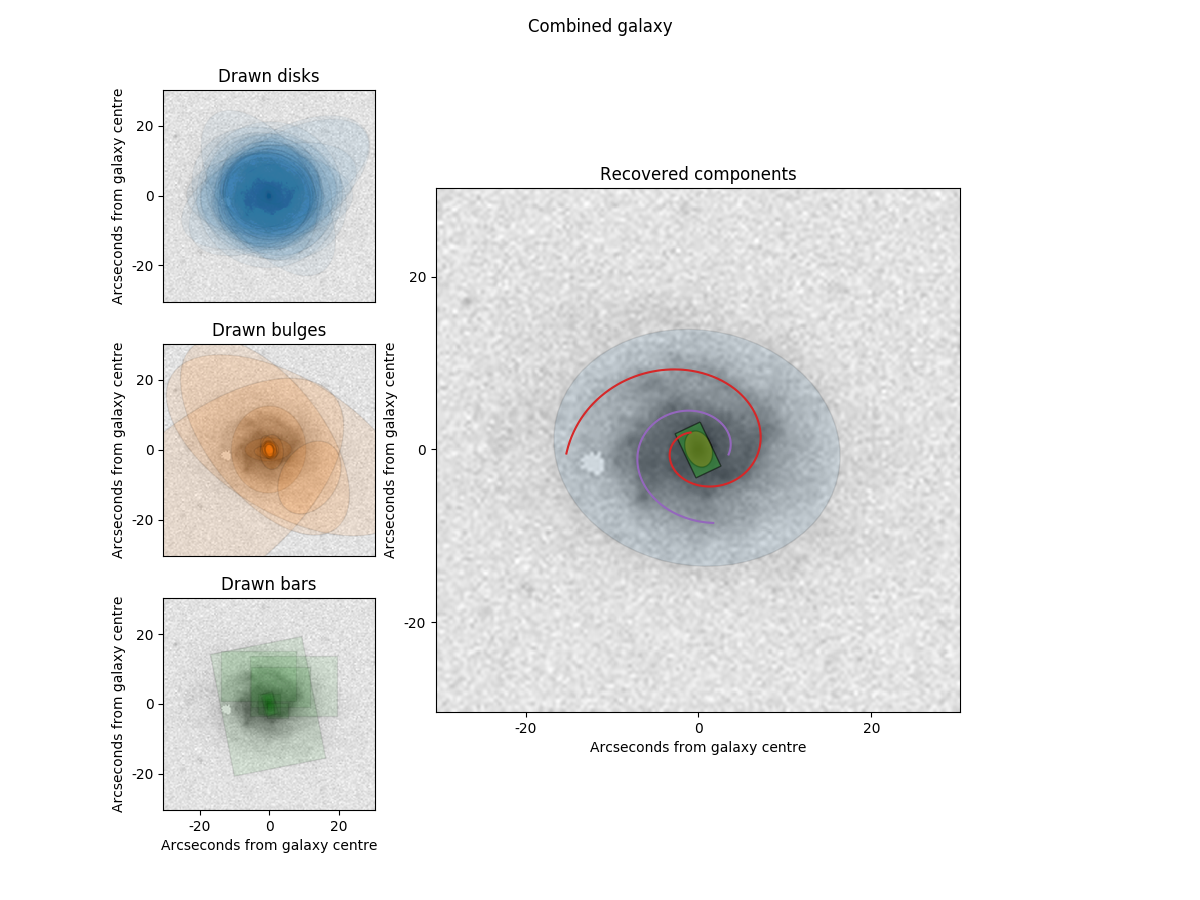 Combined galaxy
Drawn disks
Arcseconds from galaxy centre
20
0
-20
Drawn bulges
Arcseconds from galaxy centre
20
0
-20
Drawn bars
Arcseconds from galaxy centre
20
0
-20
-20 0 20
Arcseconds from galaxy centre
Recovered components
Arcseconds from galaxy centre
20
0
-20
-20 0 20
Arcseconds from galaxy centre